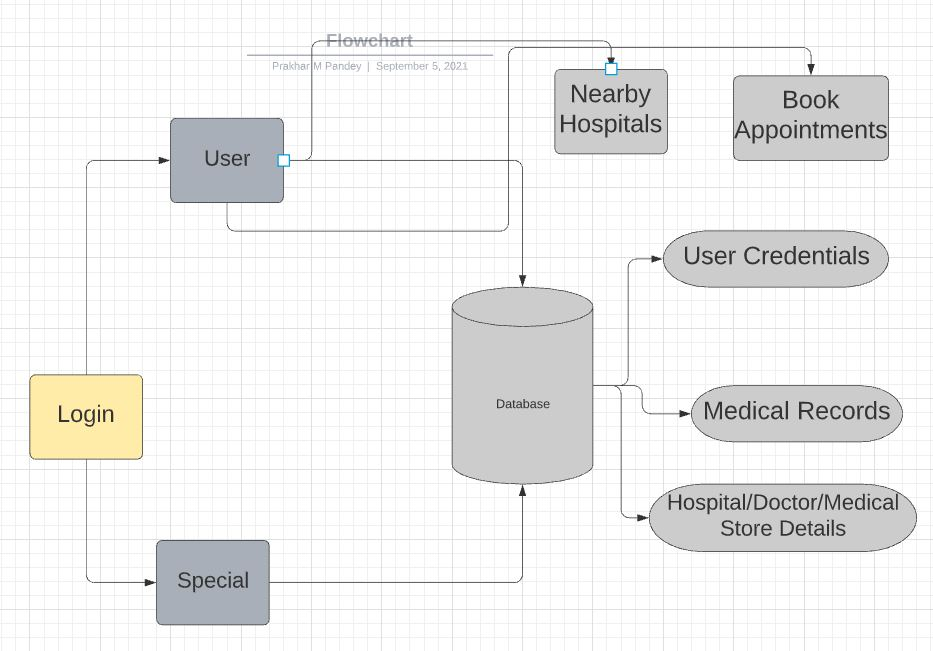 Flowchart
Prakhar M Pandey | September 5, 2021
Nearby
Hospitals
Book
Appointments
User
User Credentials
Database
Medical Records
Login
Hospital/Doctor/Medical
Store Details
Special